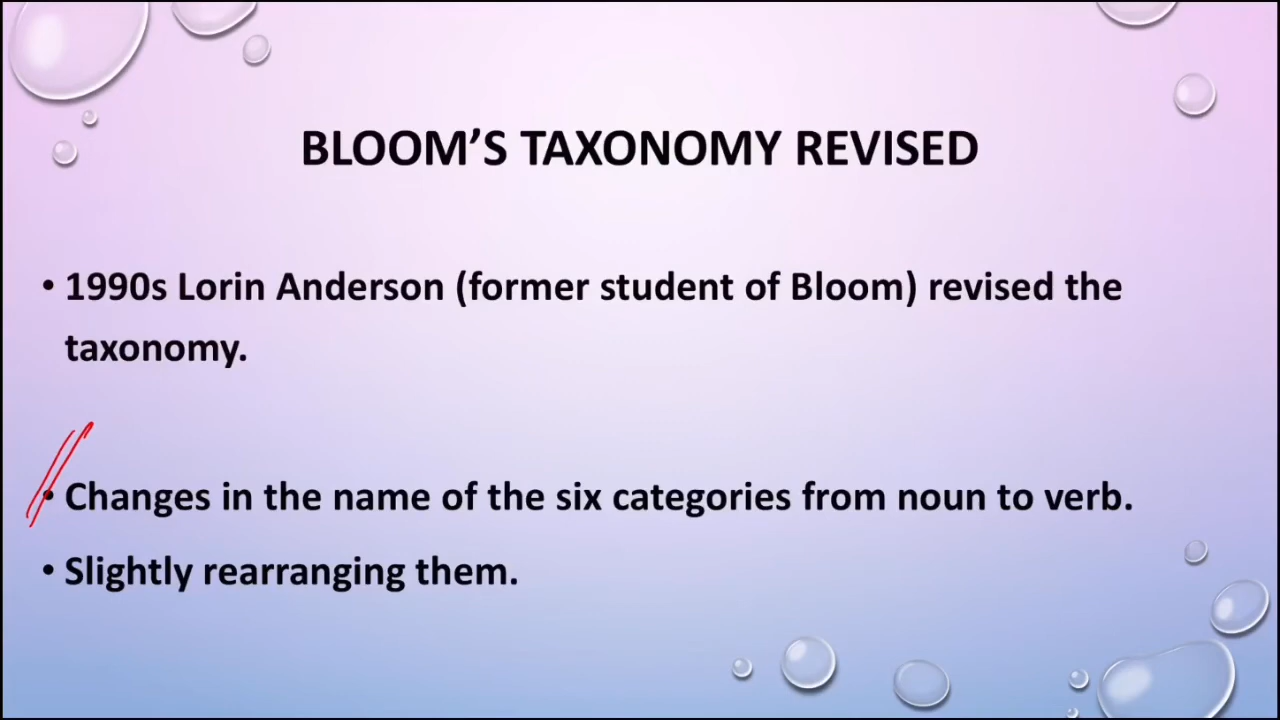 BLOOM’S TAXONOMY REVISED
• 1990s Lorin Anderson (former student of Bloom) revised the
taxonomy.
• Changes in the name of the six categories from noun to verb.
• Slightly rearranging them.